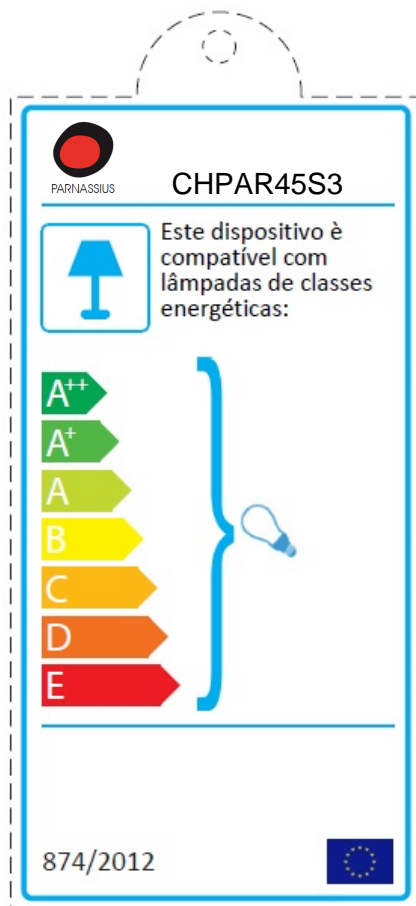 PARNASSIUS
CHPAR45S3
Este dispositivo è
compatível com
lâmpadas de classes
energéticas:
A++
A+
A
B
C
D
E
874/2012